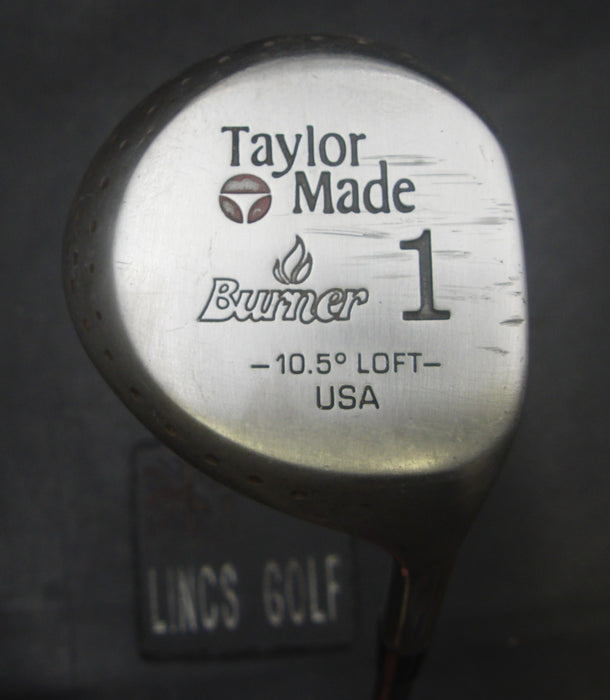 Taylor
Made
1
Burner
-10.5° LOFT-
USA
LINCS GOLF